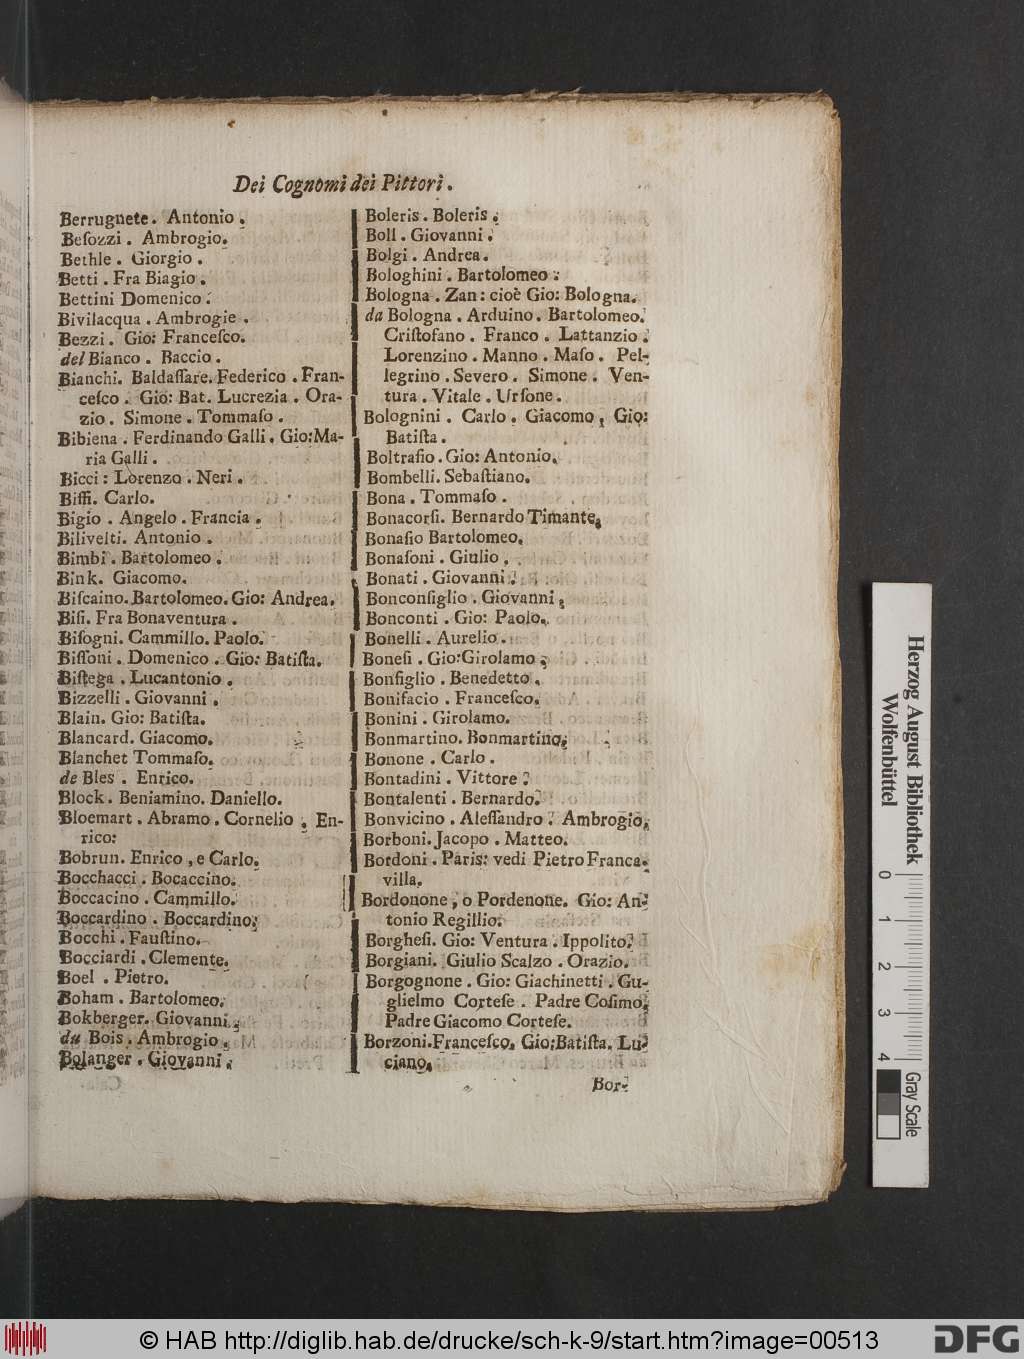 Dei Cognomi dei Pittori.
Berrugnete. Antonio.
Beſozzi. Ambrogio.
Bethle. Giorgio.
Betti. Fra Biagio.
Bettini Domenico.
Bivilacqua. Ambrogie.
Bezzi. Gio: Franceſco.
del Bianco. Baccio.
Bianchi. Baldaſſare. Federico. Fran-
ceſco. Gio: Bat. Lucrezia. Ora-
zio. Simone. Tommaſo.
Bibiena. Ferdinando Galli. Gio: Ma-
ria Galli.
Bicci: Lorenzo. Neri.
Biffi. Carlo.
Bigio. Angelo. Francia.
Bilivelti. Antonio.
Bimbi. Bartolomeo.
Bink. Giacomo.
Biſcaino. Bartolomeo. Gio: Andrea.
Biſi. Fra Bonaventura.
Biſogni. Cammillo. Paolo.
Biſſoni. Domenico. Gio: Batiſta.
Biſtega. Lucantonio.
Bizzelli. Giovanni.
Blain. Gio: Batiſta.
Blancard. Giacomo.
Blanchet Tommaſo.
de Bles. Enrico.
Block. Beniamino. Daniello.
Bloemart. Abramo. Cornelio. En-
rico:
Bobrun. Enrico, e Carlo.
Bocchacci. Bocaccino.
Boccacino. Cammillo.
Boccardino. Boccardino.
Bocchi. Fauſtino.
Bocciardi. Clemente.
Boel. Pietro.
Boham. Bartolomeo.
Bokberger. Giovanni.
du Bois. Ambrogio.
Bolanger. Giovanni.
Boleris. Boleris.
Boll. Giovanni.
Bolgi. Andrea.
Bologhini. Bartolomeo.
Bologna. Zan: cioè Gio: Bologna.
da Bologna. Arduino. Bartolomeo.
Criſtofano. Franco. Lattanzio.
Lorenzino. Manno. Maſo. Pel-
legrino. Severo. Simone. Ven-
tura. Vitale. Urſone.
Bolognini. Carlo. Giacomo, Gio:
Batiſta.
Boltraſio. Gio: Antonio.
Bombelli. Sebaſtiano.
Bona. Tommaſo.
Bonacorſi. Bernardo Timante.
Bonaſio Bartolomeo.
Bonaſoni. Giulio.
Bonati. Giovanni.
Bonconſiglio. Giovanni.
Bonconti. Gio: Paolo.
Bonelli. Aurelio.
Boneſi. Gio: Girolamo.
Bonfiglio. Benedetto.
Bonifacio. Franceſco.
Bonini. Girolamo.
Bonmartino. Bonmartino.
Bonone. Carlo.
Bontadini. Vittore.
Bontalenti. Bernardo.
Bonvicino. Aleſſandro. Ambrogio.
Borboni. Jacopo. Matteo.
Bordoni. Paris: vedi Pietro Franca-
villa.
Bordonone, o Pordenone. Gio: An-
tonio Regillio.
Borgheſi. Gio: Ventura. Ippolito.
Borgiani. Giulio Scalzo. Orazio.
Borgognone. Gio: Giachinetti. Gu-
glielmo Corteſe. Padre Coſimo.
Padre Giacomo Corteſe.
Borzoni. Franceſco. Gio: Batiſta. Lu-
ciano.
Bor-
Herzog August Bibliothek
Wolfenbüttel
0 1 2 3 4
Gray Scale
© HAB http://diglib.hab.de/drucke/sch-k-9/start.htm?image=00513
DFG